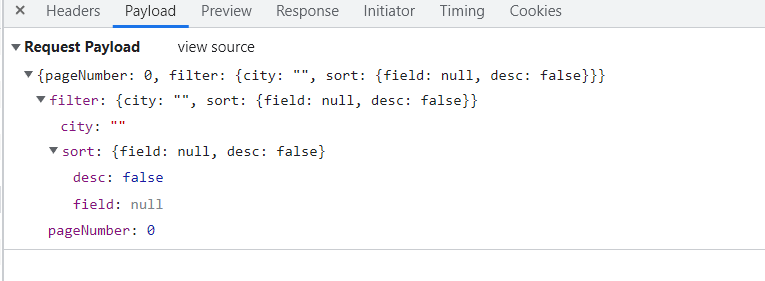 × Headers Payload Preview Response Initiator Timing Cookies
▼Request Payload view source
▼{pageNumber: 0, filter: {city: "", sort: {field: null, desc: false}}}
▼filter: {city: "", sort: {field: null, desc: false}}
city: ""
▼sort: {field: null, desc: false}
desc: false
field: null
pageNumber: 0